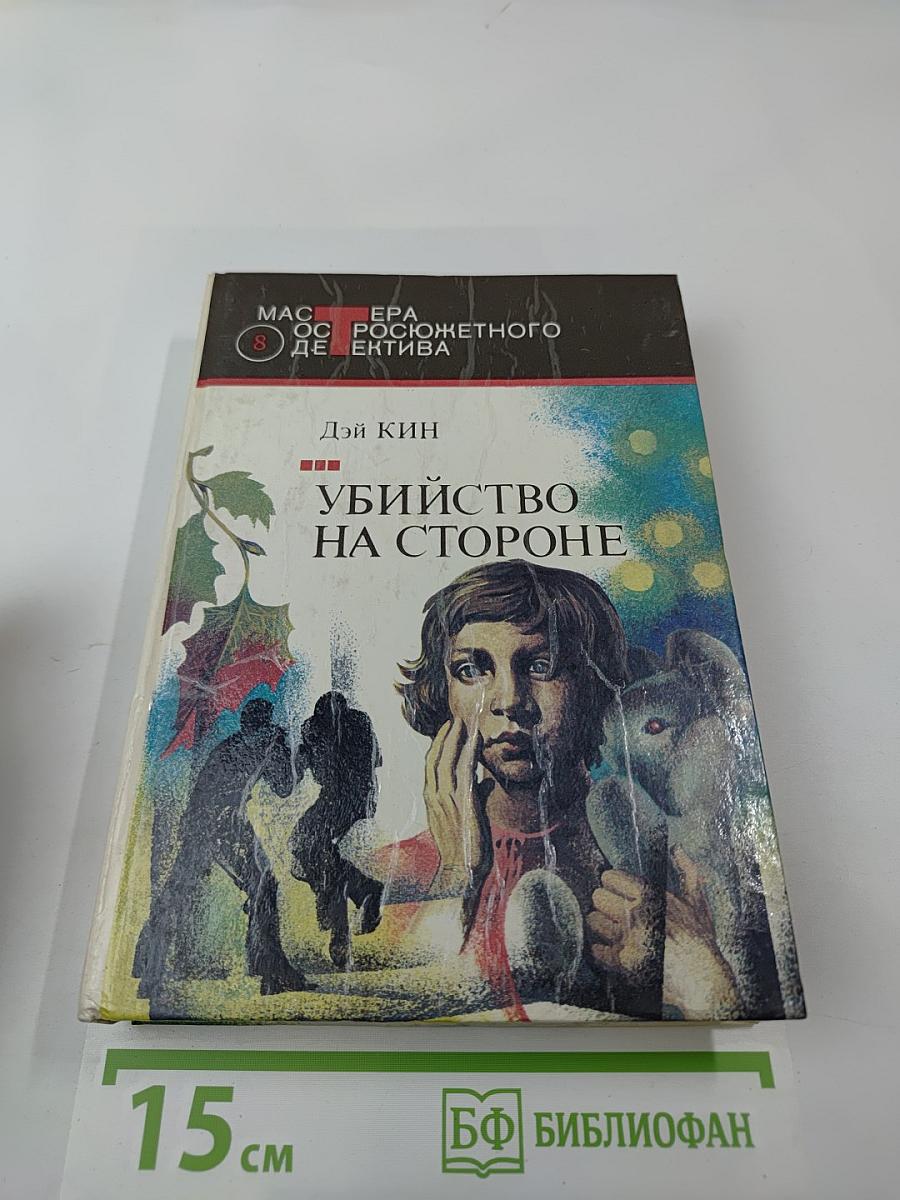 МАСТЕРА
8 ОСТРОСЮЖЕТНОГО
ДЕТЕКТИВА
Дэй КИН
УБИЙСТВО
НА СТОРОНЕ
15 см
БФ БИБЛИОФАН